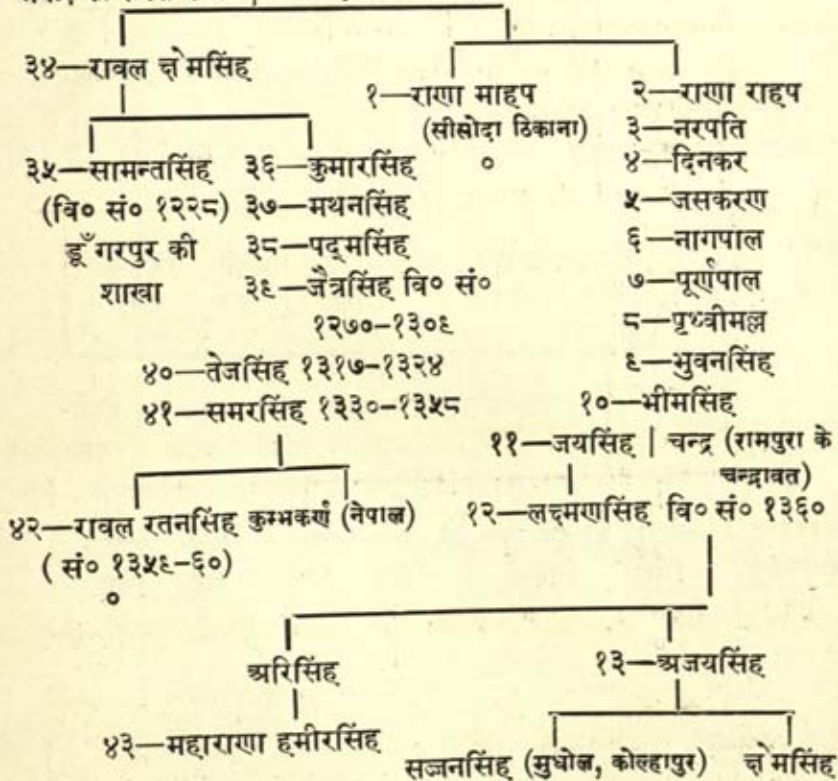 ३४—रावल क्षेमसिंह
१—राणा माहप
(सीसोदा ठिकाना)
०
२—राणा राहप
३—नरपति
४—दिनकर
५—जसकरण
६—नागपाल
७—पूर्णपाल
८—पृथ्वीमल्ल
९—भुवनसिंह
१०—भीमसिंह
११—जयसिंह | चन्द्र (रामपुरा के
चन्द्रावत)
१२—लक्ष्मणसिंह वि० सं० १३६०
३५—सामन्तसिंह
(वि० सं० १२२८)
डूँगरपुर की
शाखा
३६—कुमारसिंह
३७—मथनसिंह
३८—पद्मसिंह
३९—जैत्रसिंह वि० सं०
१२७०-१३०९
४०—तेजसिंह १३१७-१३२४
४१—समरसिंह १३३०-१३५८
४२—रावल रतनसिंह कुम्भकर्ण (नेपाल)
( सं० १३५९-६०)
०
अरिसिंह
१३—अजयसिंह
४३—महाराणा हमीरसिंह
सज्जनसिंह (मुधोल, कोल्हापुर) क्षेमसिंह